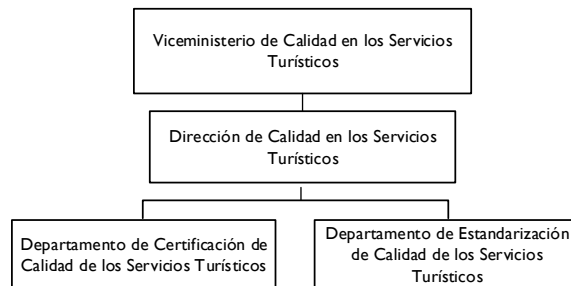 Viceministerio de Calidad en los Servicios
Turísticos
Dirección de Calidad en los Servicios
Turísticos
Departamento de Certificación de
Calidad de los Servicios Turísticos
Departamento de Estandarización
de Calidad de los Servicios
Turísticos